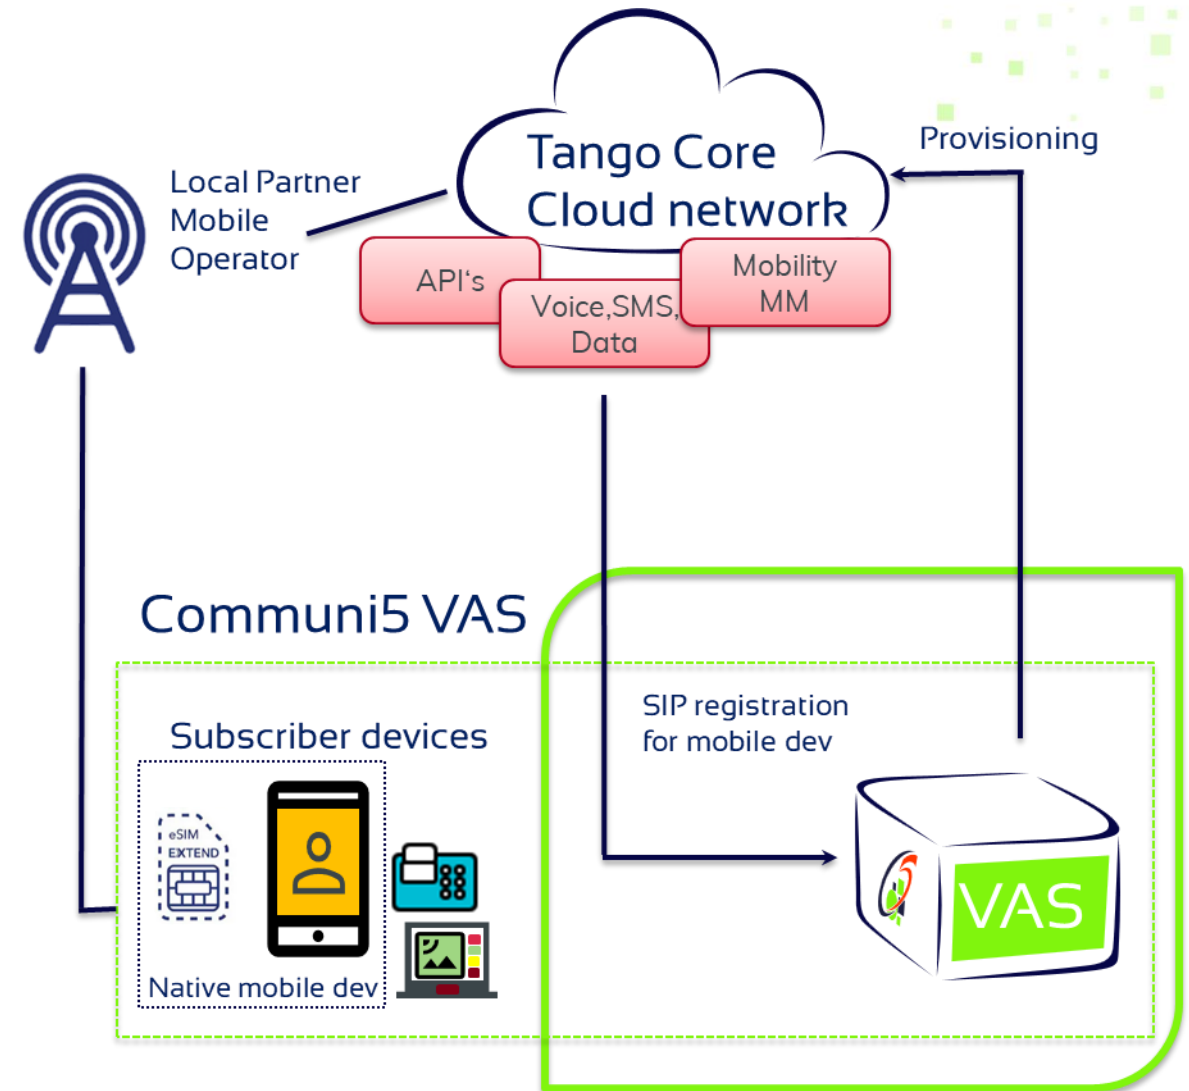 Provisioning
Tango Core
Cloud network
Local Partner
Mobile
Operator
API‘s
Voice,SMS,
Data
Mobility
MM
Communi5 VAS
SIP registration
for mobile dev
Subscriber devices
eSIM
EXTEND
Native mobile dev
VAS